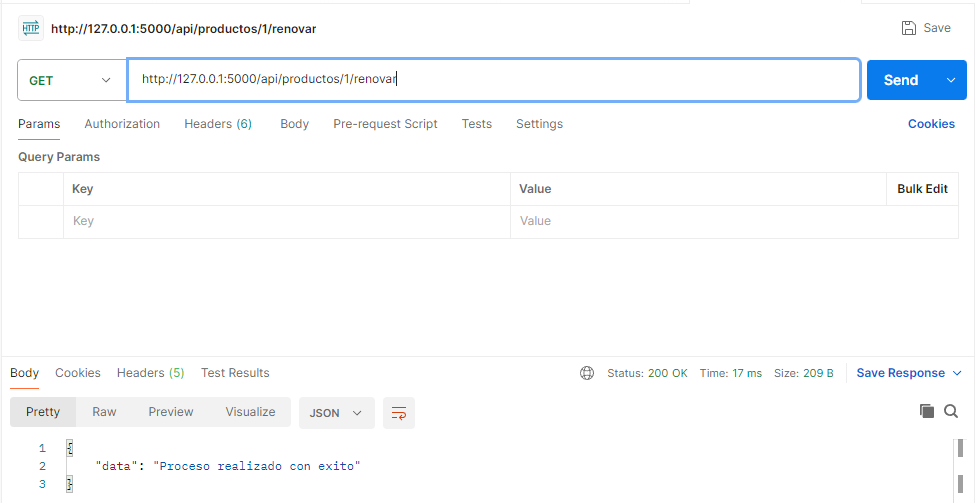 HTTP http://127.0.0.1:5000/api/productos/1/renovar Save
GET http://127.0.0.1:5000/api/productos/1/renovar Send
Params Authorization Headers (6) Body Pre-request Script Tests Settings Cookies
Query Params
Key Value Bulk Edit
Key Value
Body Cookies Headers (5) Test Results Status: 200 OK Time: 17 ms Size: 209 B Save Response
Pretty Raw Preview Visualize JSON
1 {
2 "data": "Proceso realizado con exito"
3 }